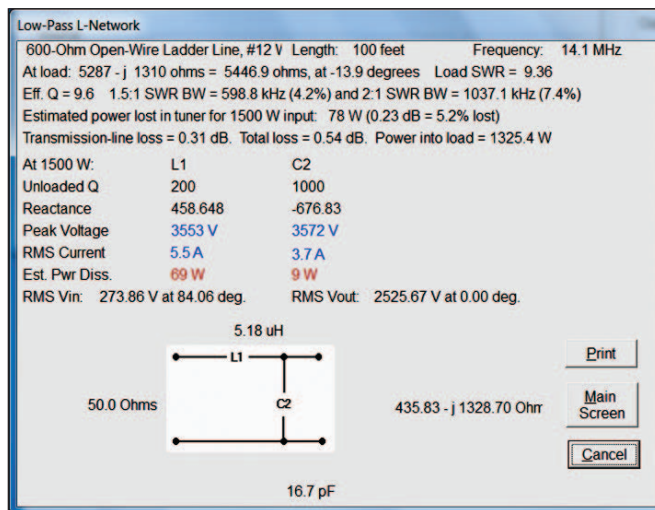 Low-Pass L-Network
600-Ohm Open-Wire Ladder Line, #12 Length: 100 feet Frequency: 14.1 MHz
At load: 5287 - j 1310 ohms = 5446.9 ohms, at -13.9 degrees Load SWR = 9.36
Eff. Q = 9.6 1.5:1 SWR BW = 598.8 kHz (4.2%) and 2:1 SWR BW = 1037.1 kHz (7.4%)
Estimated power lost in tuner for 1500 W input: 78 W (0.23 dB = 5.2% lost)
Transmission-line loss = 0.31 dB. Total loss = 0.54 dB. Power into load = 1325.4 W
At 1500 W: L1 C2
Unloaded Q 200 1000
Reactance 458.648 -676.83
Peak Voltage 3553 V 3572 V
RMS Current 5.5 A 3.7 A
Est. Pwr Diss. 69 W 9 W
RMS Vin: 273.86 V at 84.06 deg. RMS Vout: 2525.67 V at 0.00 deg.
5.18 uH
L1
Print
50.0 Ohms
C2
435.83 - j 1328.70
Main
Screen
Cancel
16.7 pF